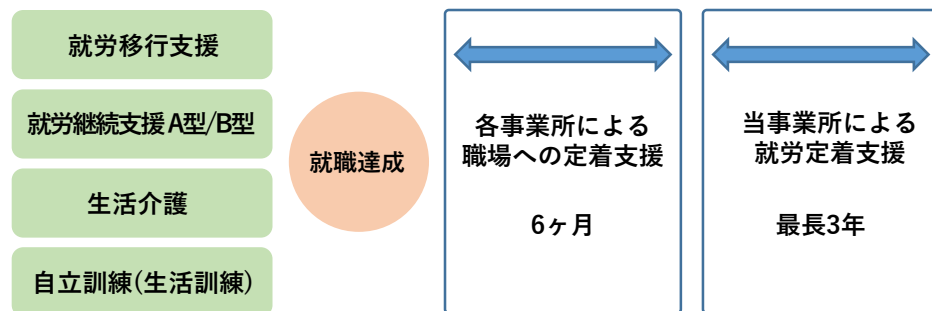 就労移行支援
就労継続支援 A型/B型
生活介護
自立訓練(生活訓練)
就職達成
各事業所による
職場への定着支援
6ヶ月
当事業所による
就労定着支援
最長3年